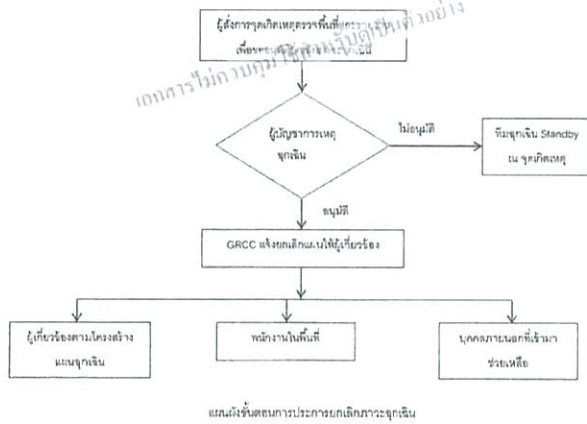 ผู้สั่งการจุดเกิดเหตุตรวจพื้นที่
เอกสารไม่ควบคุมใช้สำหรับดูเป็นตัวอย่าง
ผู้บัญชาการเหตุ
ฉุกเฉิน
ไม่อนุมัติ
ทีมฉุกเฉิน Standby
ณ จุดเกิดเหตุ
อนุมัติ
GRCC แจ้งยกเลิกแผนให้ผู้เกี่ยวข้อง
ผู้เกี่ยวข้องตามโครงสร้าง
แผนฉุกเฉิน
พนักงานในพื้นที่
บุคคลภายนอกที่เข้ามา
ช่วยเหลือ
แผนผังขั้นตอนการประการยกเลิกภาวะฉุกเฉิน